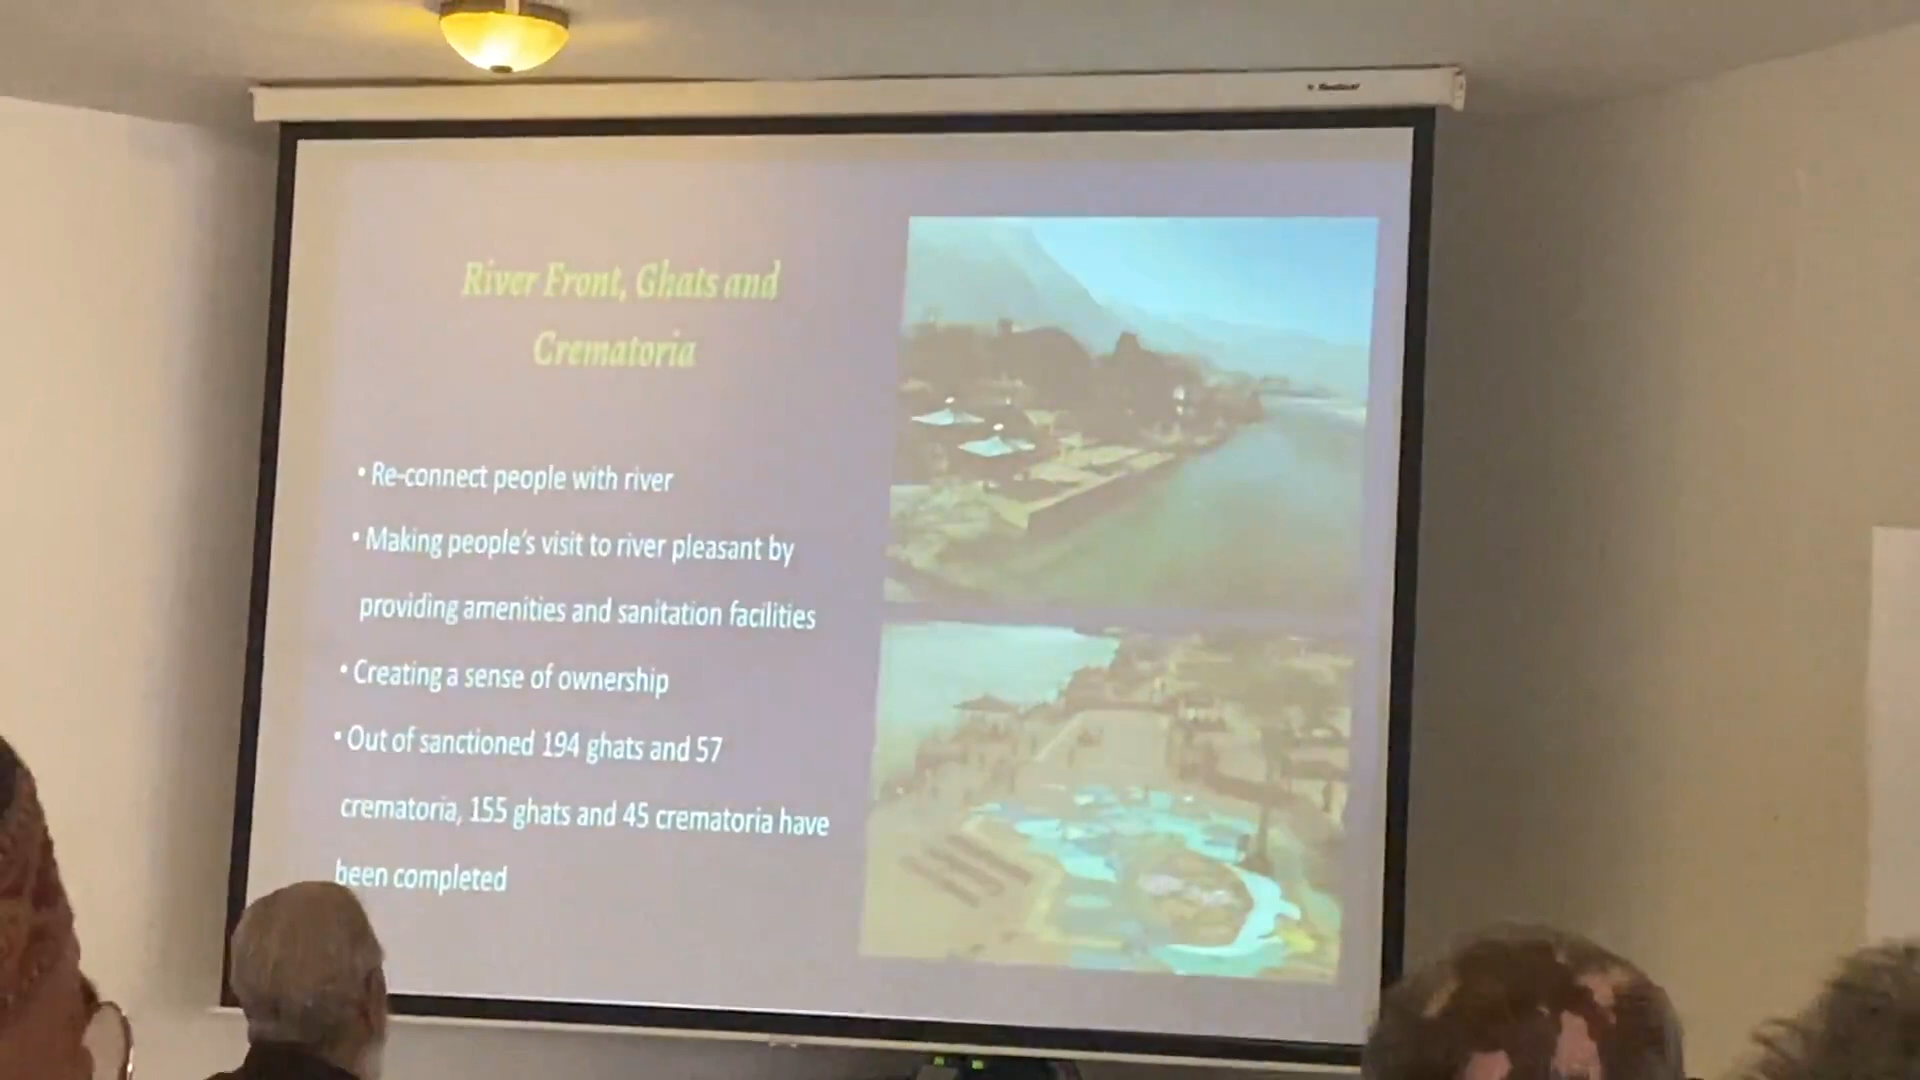 River Front, Ghats and
Crematoria
• Re-connect people with river
• Making people's visit to river pleasant by
providing amenities and sanitation facilities
• Creating a sense of ownership
• Out of sanctioned 194 ghats and 57
crematoria, 155 ghats and 45 crematoria have
been completed